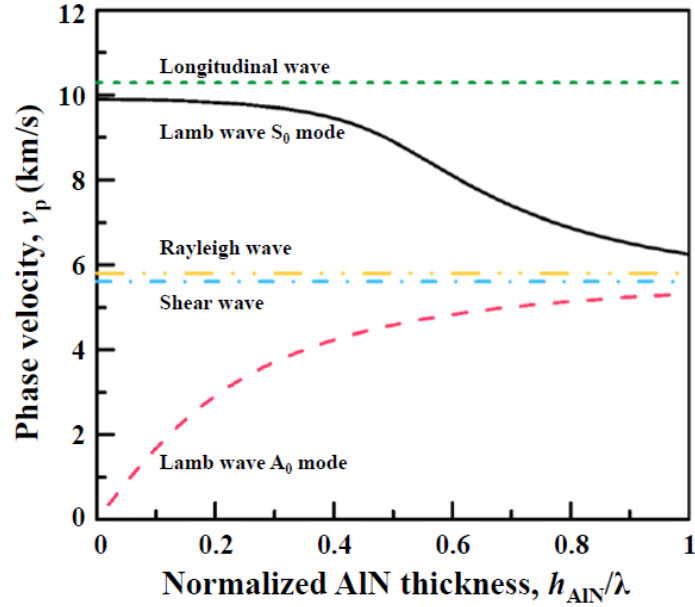 12
10
8
6
4
2
0
Phase velocity, vₚ (km/s)
Longitudinal wave
Lamb wave S₀ mode
Rayleigh wave
Shear wave
Lamb wave A₀ mode
0 0.2 0.4 0.6 0.8 1
Normalized AlN thickness, h_AlN/λ